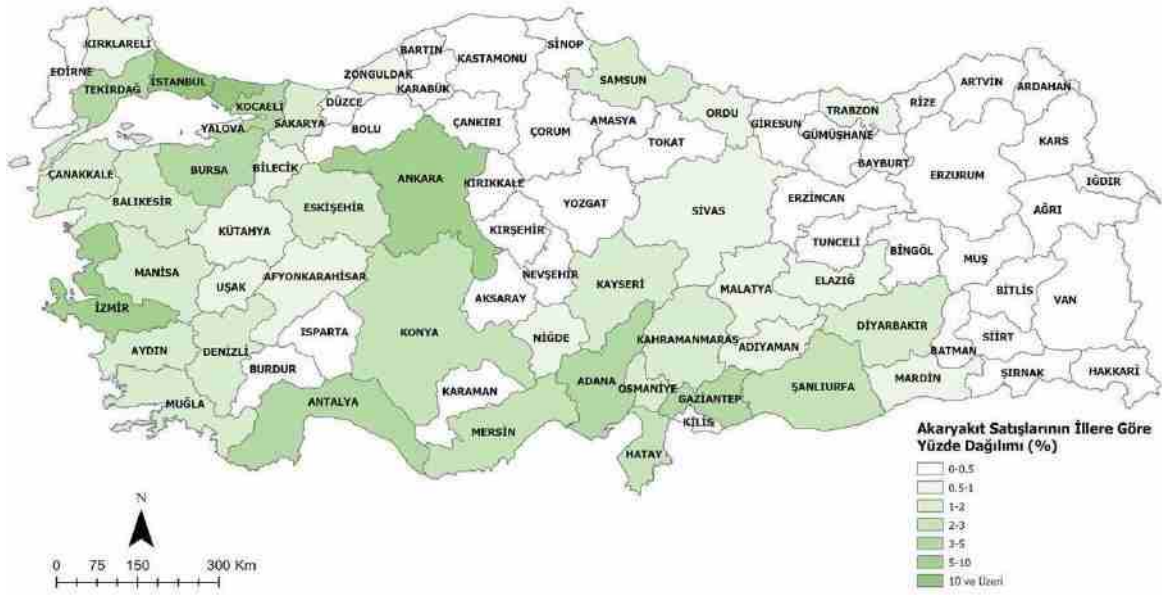 KIRKLARELİ
EDİRNE
TEKİRDAĞ
İSTANBUL
KOCAELİ
YALOVA
SAKARYA
DÜZCE
ZONGULDAK
BARTIN
KARABÜK
KASTAMONU
SİNOP
SAMSUN
ORDU
GİRESUN
TRABZON
RİZE
ARTVİN
ARDAHAN
KARS
IĞDIR
AĞRI
ERZURUM
BAYBURT
GÜMÜŞHANE
TOKAT
AMASYA
ÇORUM
ÇANKIRI
BOLU
BİLECİK
BURSA
ÇANAKKALE
BALIKESİR
ESKİŞEHİR
ANKARA
KIRIKKALE
YOZGAT
SİVAS
ERZİNCAN
TUNCELİ
BİNGÖL
MUŞ
BİTLİS
VAN
KÜTAHYA
KIRŞEHİR
NEVŞEHİR
KAYSERİ
MALATYA
ELAZIĞ
DİYARBAKIR
BATMAN
SİİRT
ŞIRNAK
HAKKARİ
MANİSA
UŞAK
AFYONKARAHİSAR
İZMİR
AKSARAY
KONYA
ISPARTA
NİĞDE
KAHRAMANMARAS
ADIYAMAN
AYDIN
DENİZLİ
BURDUR
MUĞLA
ANTALYA
KARAMAN
MERSİN
ADANA
OSMANİYE
GAZİANTEP
KİLİS
HATAY
ŞANLIURFA
MARDİN
Akaryakıt Satışlarının İllere Göre
Yüzde Dağılımı (%)
0-0.5
0.5-1
1-2
2-3
3-5
5-10
10 ve Üzeri
N
0 75 150 300 Km